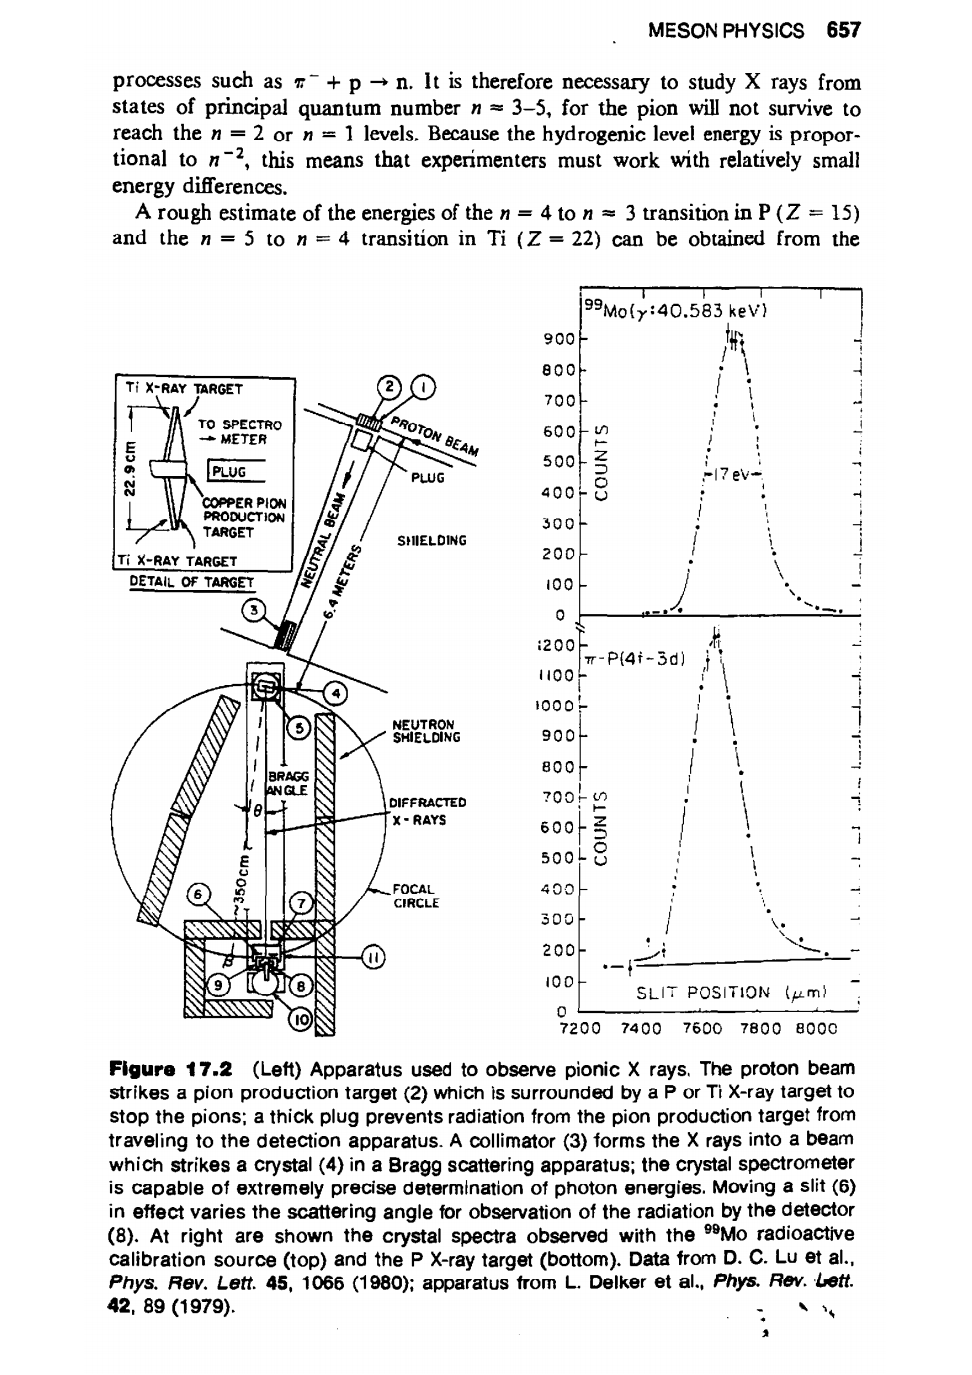 MESON PHYSICS 657
processes such as π⁻ + p → n. It is therefore necessary to study X rays from
states of principal quantum number n ≈ 3–5, for the pion will not survive to
reach the n = 2 or n = 1 levels. Because the hydrogenic level energy is propor-
tional to n⁻², this means that experimenters must work with relatively small
energy differences.
A rough estimate of the energies of the n = 4 to n = 3 transition in P (Z = 15)
and the n = 5 to n = 4 transition in Ti (Z = 22) can be obtained from the
Ti X-RAY TARGET
TO SPECTRO
→ METER
22.9 cm
PLUG
COPPER PION
PRODUCTION
TARGET
Ti X-RAY TARGET
DETAIL OF TARGET
2
1
PROTON BEAM
PLUG
NEUTRAL BEAM
6.4 METERS
SHIELDING
3
4
5
NEUTRON
SHIELDING
BRAGG
ANGLE
θ
DIFFRACTED
X - RAYS
~350cm
FOCAL
CIRCLE
6
7
β
11
9
8
10
⁹⁹Mo(γ:40.583 keV)
900
800
700
600
500
400
300
200
100
0
COUNTS
17 eV
1200
1100
1000
900
800
700
600
500
400
300
200
100
0
COUNTS
π-P(4f-3d)
SLIT POSITION (μm)
7200 7400 7600 7800 8000
Figure 17.2 (Left) Apparatus used to observe pionic X rays. The proton beam
strikes a pion production target (2) which is surrounded by a P or Ti X-ray target to
stop the pions; a thick plug prevents radiation from the pion production target from
traveling to the detection apparatus. A collimator (3) forms the X rays into a beam
which strikes a crystal (4) in a Bragg scattering apparatus; the crystal spectrometer
is capable of extremely precise determination of photon energies. Moving a slit (6)
in effect varies the scattering angle for observation of the radiation by the detector
(8). At right are shown the crystal spectra observed with the ⁹⁹Mo radioactive
calibration source (top) and the P X-ray target (bottom). Data from D. C. Lu et al.,
Phys. Rev. Lett. 45, 1066 (1980); apparatus from L. Delker et al., Phys. Rev. Lett.
42, 89 (1979).